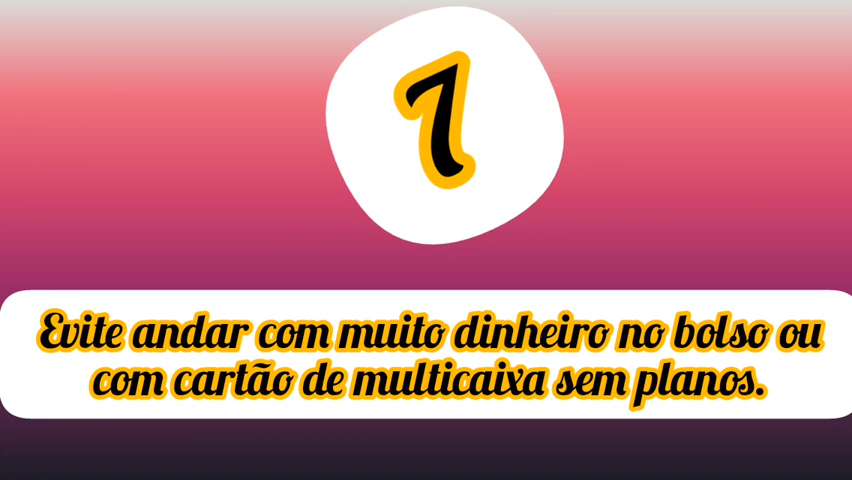 1
Evite andar com muito dinheiro no bolso ou
com cartão de multicaixa sem planos.